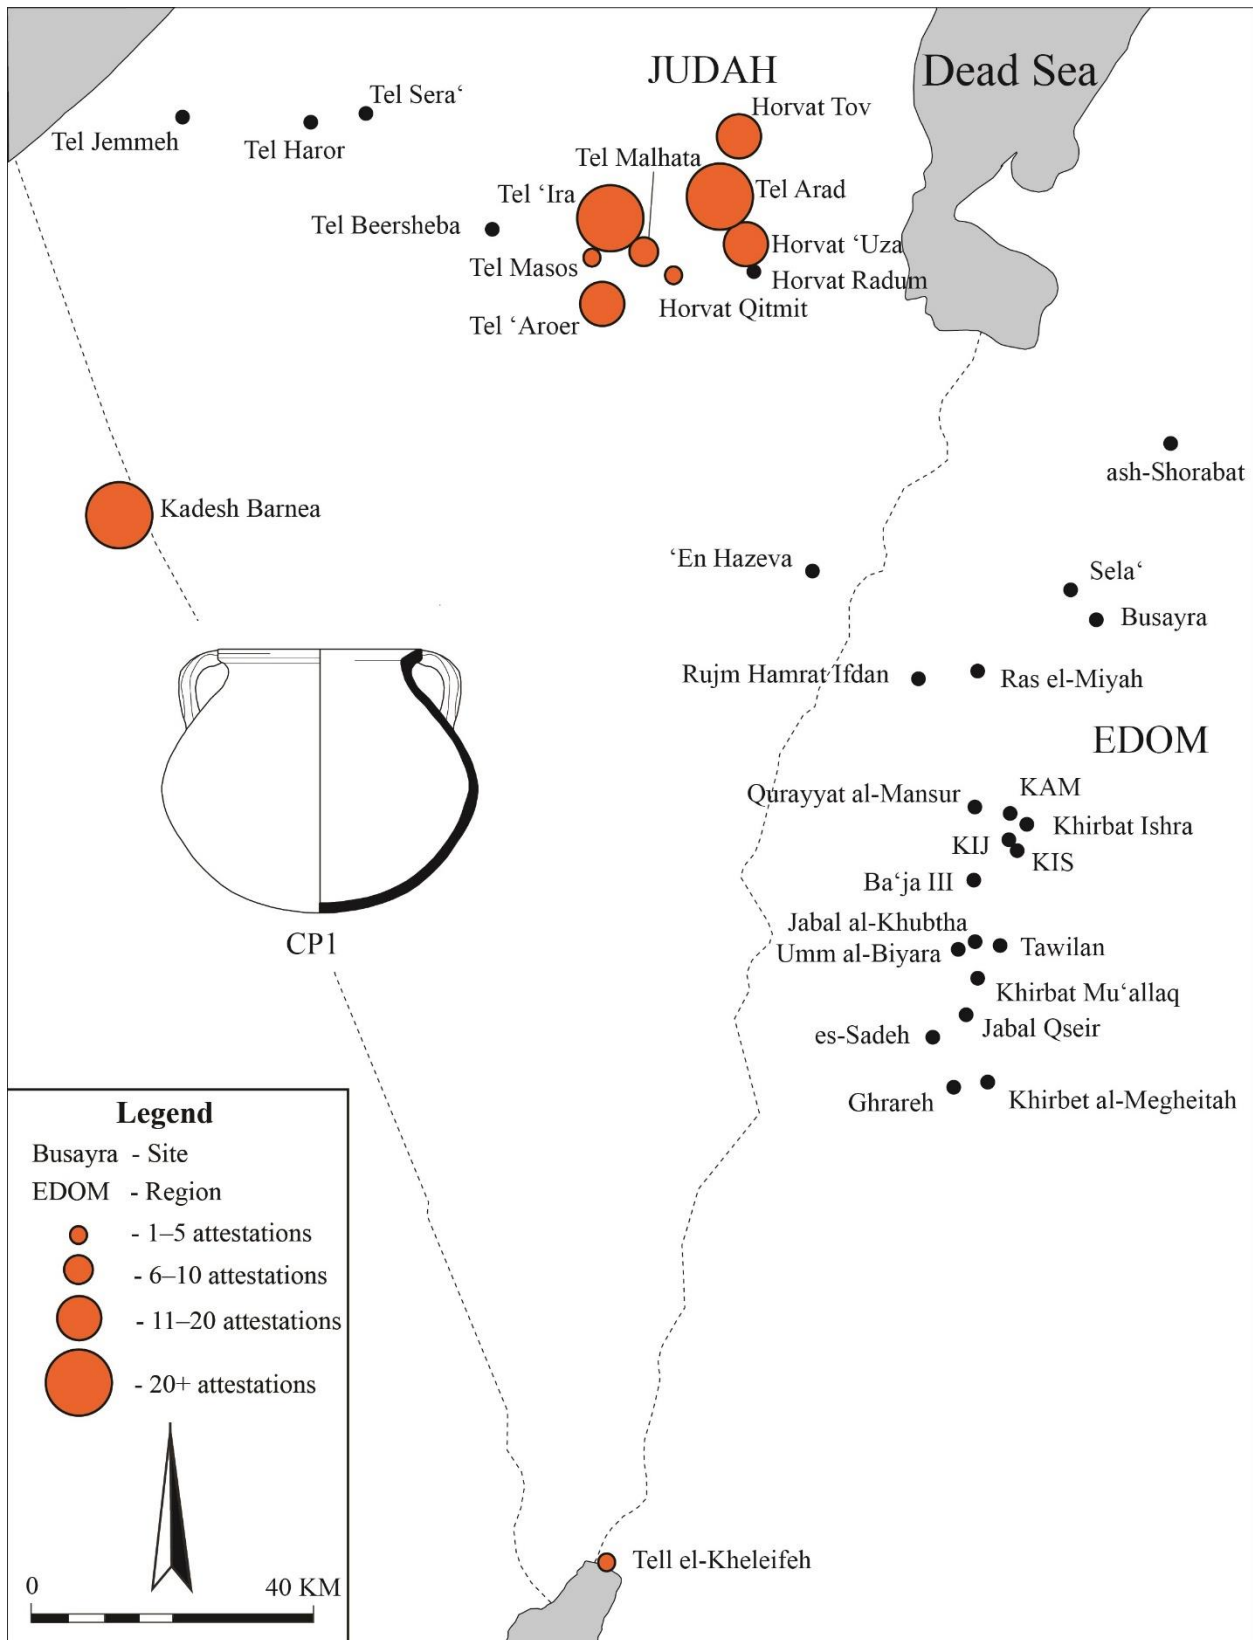 JUDAH
Dead Sea
Tel Sera‘
Tel Jemmeh
Tel Haror
Horvat Tov
Tel Malhata
Tel ‘Ira
Tel Arad
Tel Beersheba
Horvat ‘Uza
Tel Masos
Horvat Radum
Horvat Qitmit
Tel ‘Aroer
ash-Shorabat
Kadesh Barnea
‘En Hazeva
Sela‘
Busayra
Rujm Hamrat Ifdan
Ras el-Miyah
EDOM
Qurayyat al-Mansur
KAM
Khirbat Ishra
KIJ
KIS
Ba‘ja III
CP1
Jabal al-Khubtha
Umm al-Biyara
Tawilan
Khirbat Mu‘allaq
Jabal Qseir
es-Sadeh
Ghrareh
Khirbet al-Megheitah
Legend
Busayra - Site
EDOM - Region
- 1–5 attestations
- 6–10 attestations
- 11–20 attestations
- 20+ attestations
0 40 KM
Tell el-Kheleifeh